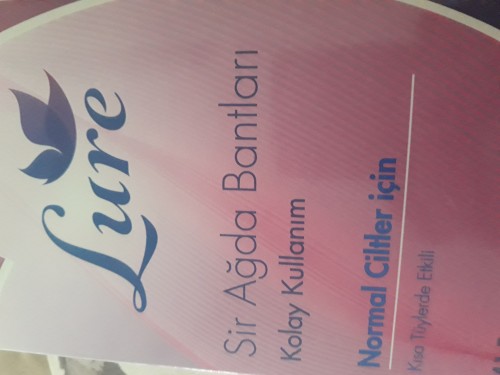 Lure
Sir Ağda Bantları
Kolay Kullanım
Normal Ciltler için
Kısa Tüylerde Etkili